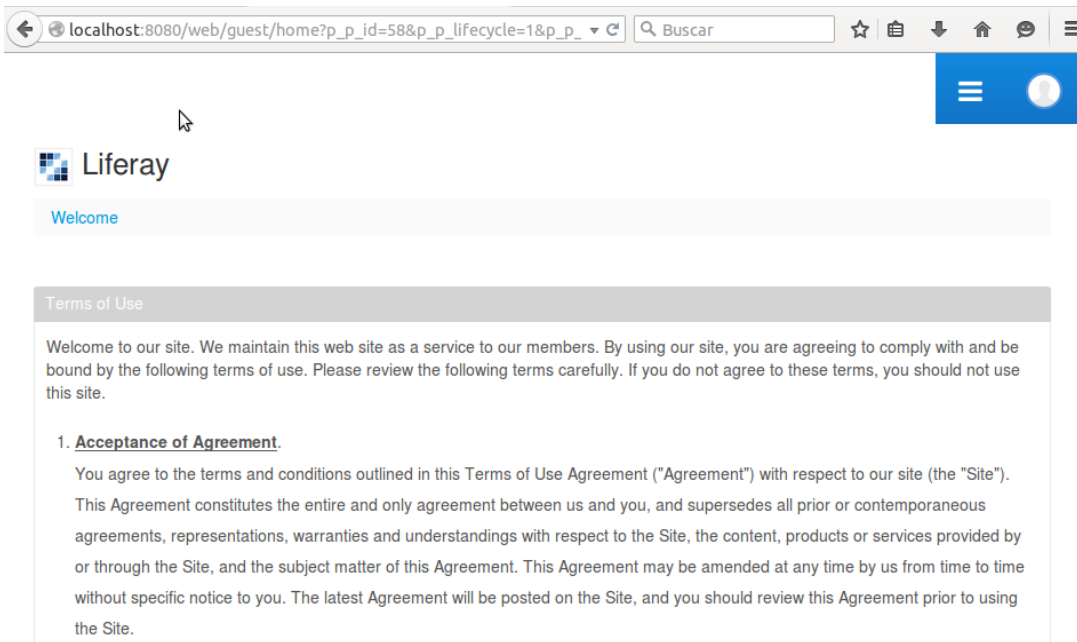 localhost:8080/web/guest/home?p_p_id=58&p_p_lifecycle=1&p_p_
Buscar
Liferay
Welcome
Terms of Use
Welcome to our site. We maintain this web site as a service to our members. By using our site, you are agreeing to comply with and be
bound by the following terms of use. Please review the following terms carefully. If you do not agree to these terms, you should not use
this site.
1. Acceptance of Agreement.
You agree to the terms and conditions outlined in this Terms of Use Agreement ("Agreement") with respect to our site (the "Site").
This Agreement constitutes the entire and only agreement between us and you, and supersedes all prior or contemporaneous
agreements, representations, warranties and understandings with respect to the Site, the content, products or services provided by
or through the Site, and the subject matter of this Agreement. This Agreement may be amended at any time by us from time to time
without specific notice to you. The latest Agreement will be posted on the Site, and you should review this Agreement prior to using
the Site.